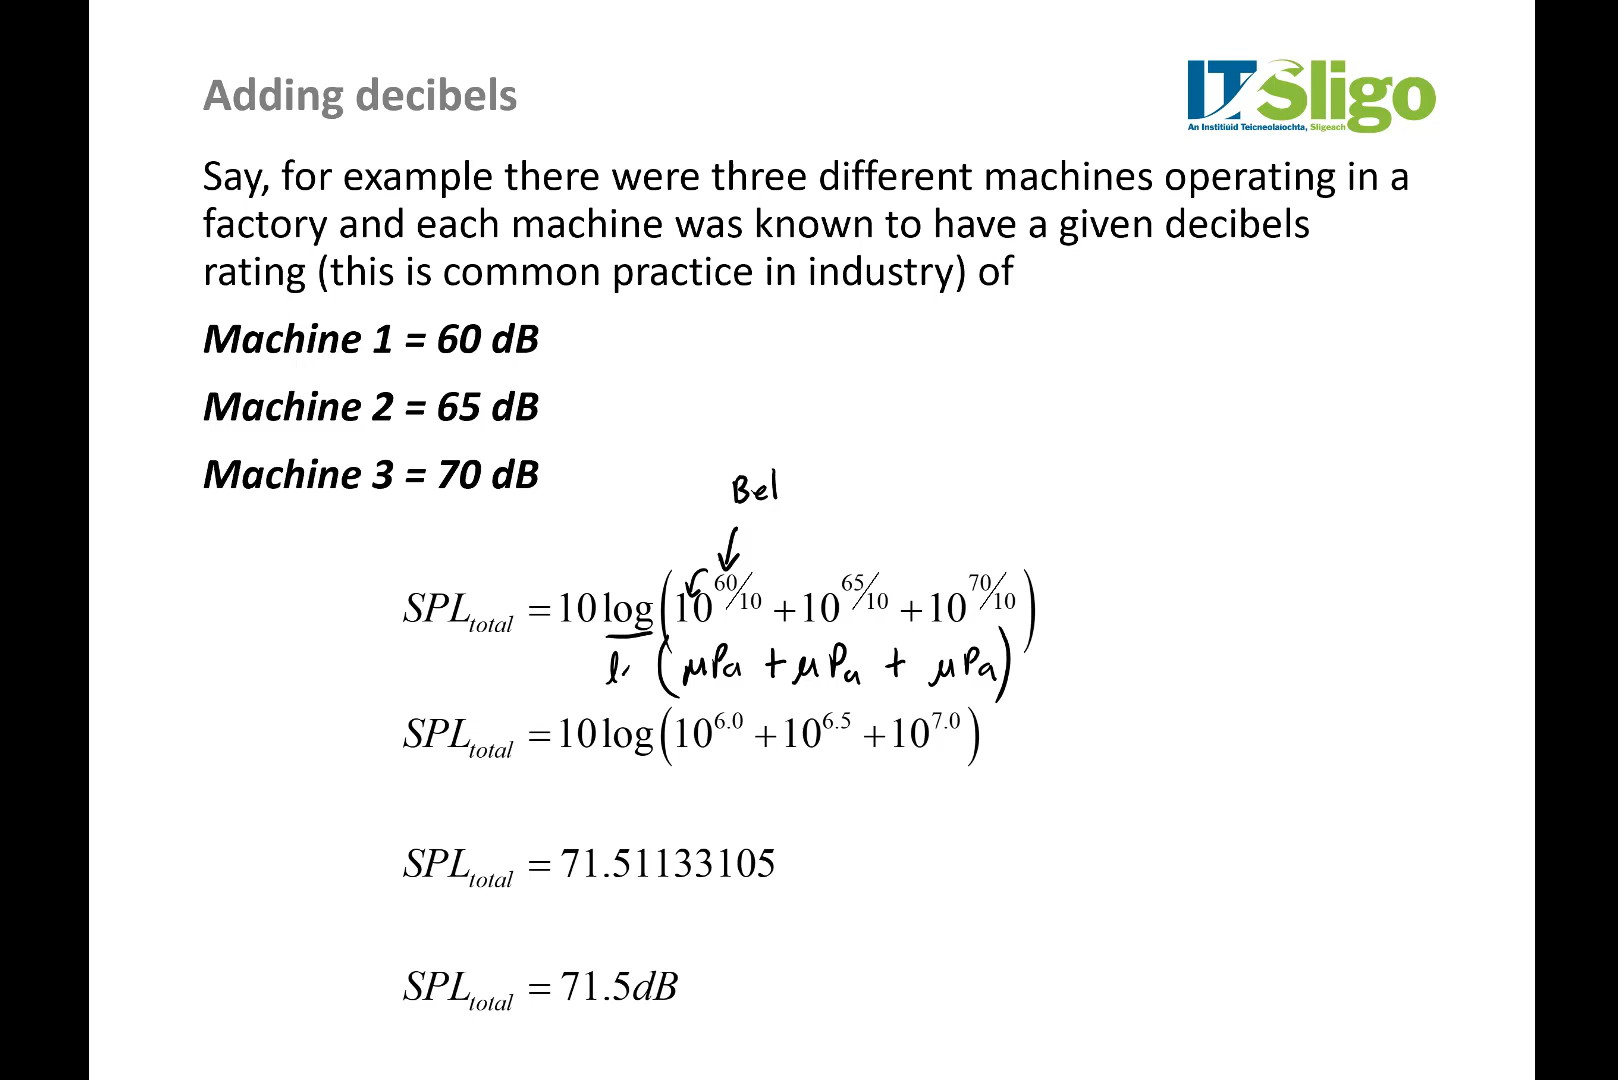 Adding decibels
ITSligo
An Institiúid Teicneolaíochta, Sligeach
Say, for example there were three different machines operating in a
factory and each machine was known to have a given decibels
rating (this is common practice in industry) of
Machine 1 = 60 dB
Machine 2 = 65 dB
Machine 3 = 70 dB
Bel
SPL_total = 10 log(10^(60/10) + 10^(65/10) + 10^(70/10))
(μPa + μPa + μPa)
SPL_total = 10 log(10^6.0 + 10^6.5 + 10^7.0)
SPL_total = 71.51133105
SPL_total = 71.5dB